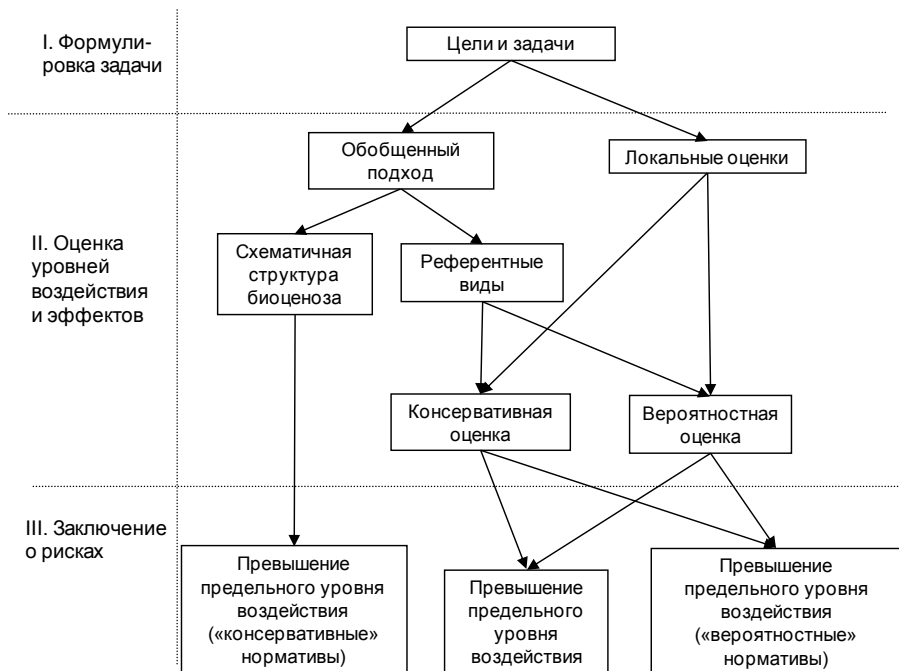 I. Формули-
ровка задачи
Цели и задачи
Обобщенный
подход
Локальные оценки
II. Оценка
уровней
воздействия
и эффектов
Схематичная
структура
биоценоза
Референтные
виды
Консервативная
оценка
Вероятностная
оценка
III. Заключение
о рисках
Превышение
предельного уровня
воздействия
(«консервативные»
нормативы)
Превышение
предельного
уровня
воздействия
Превышение
предельного уровня
воздействия
(«вероятностные»
нормативы)